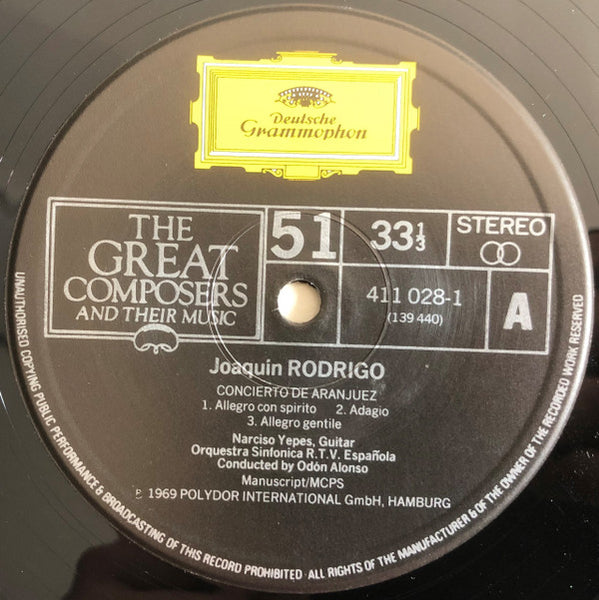 Deutsche
Grammophon
THE
GREAT
COMPOSERS
AND THEIR MUSIC
51
33⅓
STEREO
411 028-1
(139 440)
A
Joaquin RODRIGO
CONCIERTO DE ARANJUEZ
1. Allegro con spirito 2. Adagio
3. Allegro gentile
Narciso Yepes, Guitar
Orquestra Sinfonica R.T.V. Española
Conducted by Odón Alonso
Manuscript/MCPS
℗ 1969 POLYDOR INTERNATIONAL GmbH, HAMBURG
UNAUTHORISED COPYING PUBLIC PERFORMANCE & BROADCASTING OF THIS RECORD PROHIBITED · ALL RIGHTS OF THE MANUFACTURER & OF THE OWNER OF THE RECORDED WORK RESERVED